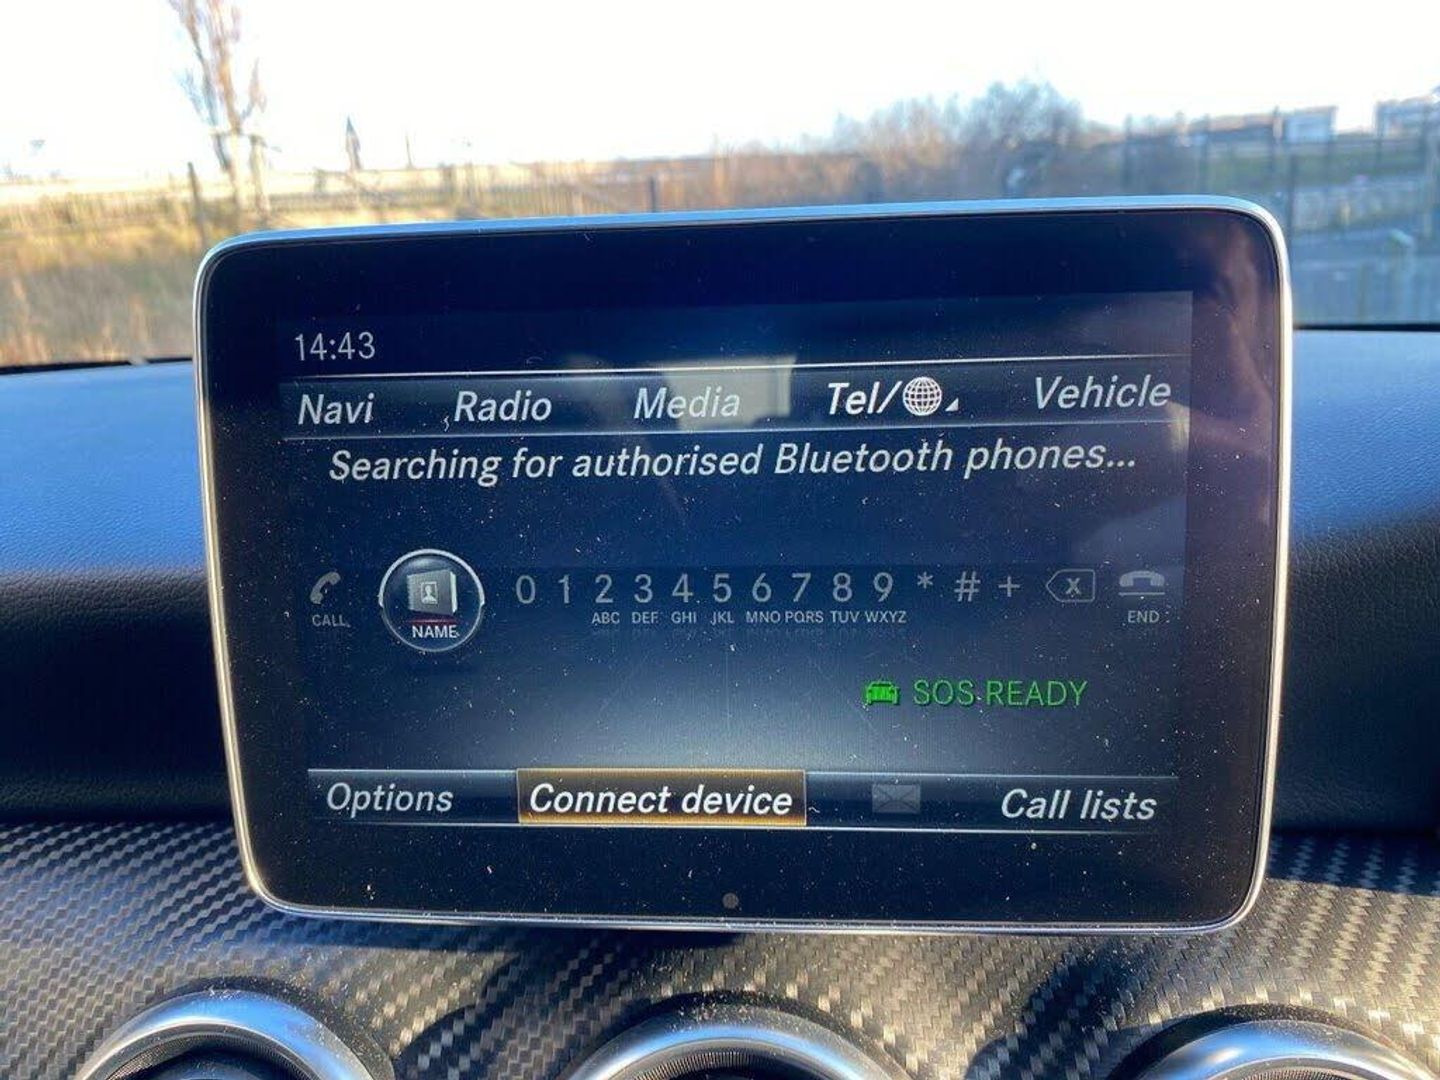 14:43
Navi Radio Media Tel/ Vehicle
Searching for authorised Bluetooth phones...
CALL NAME 0 1 2 3 4 5 6 7 8 9 * # + X END
ABC DEF GHI JKL MNO PQRS TUV WXYZ
SOS READY
Options Connect device Call lists